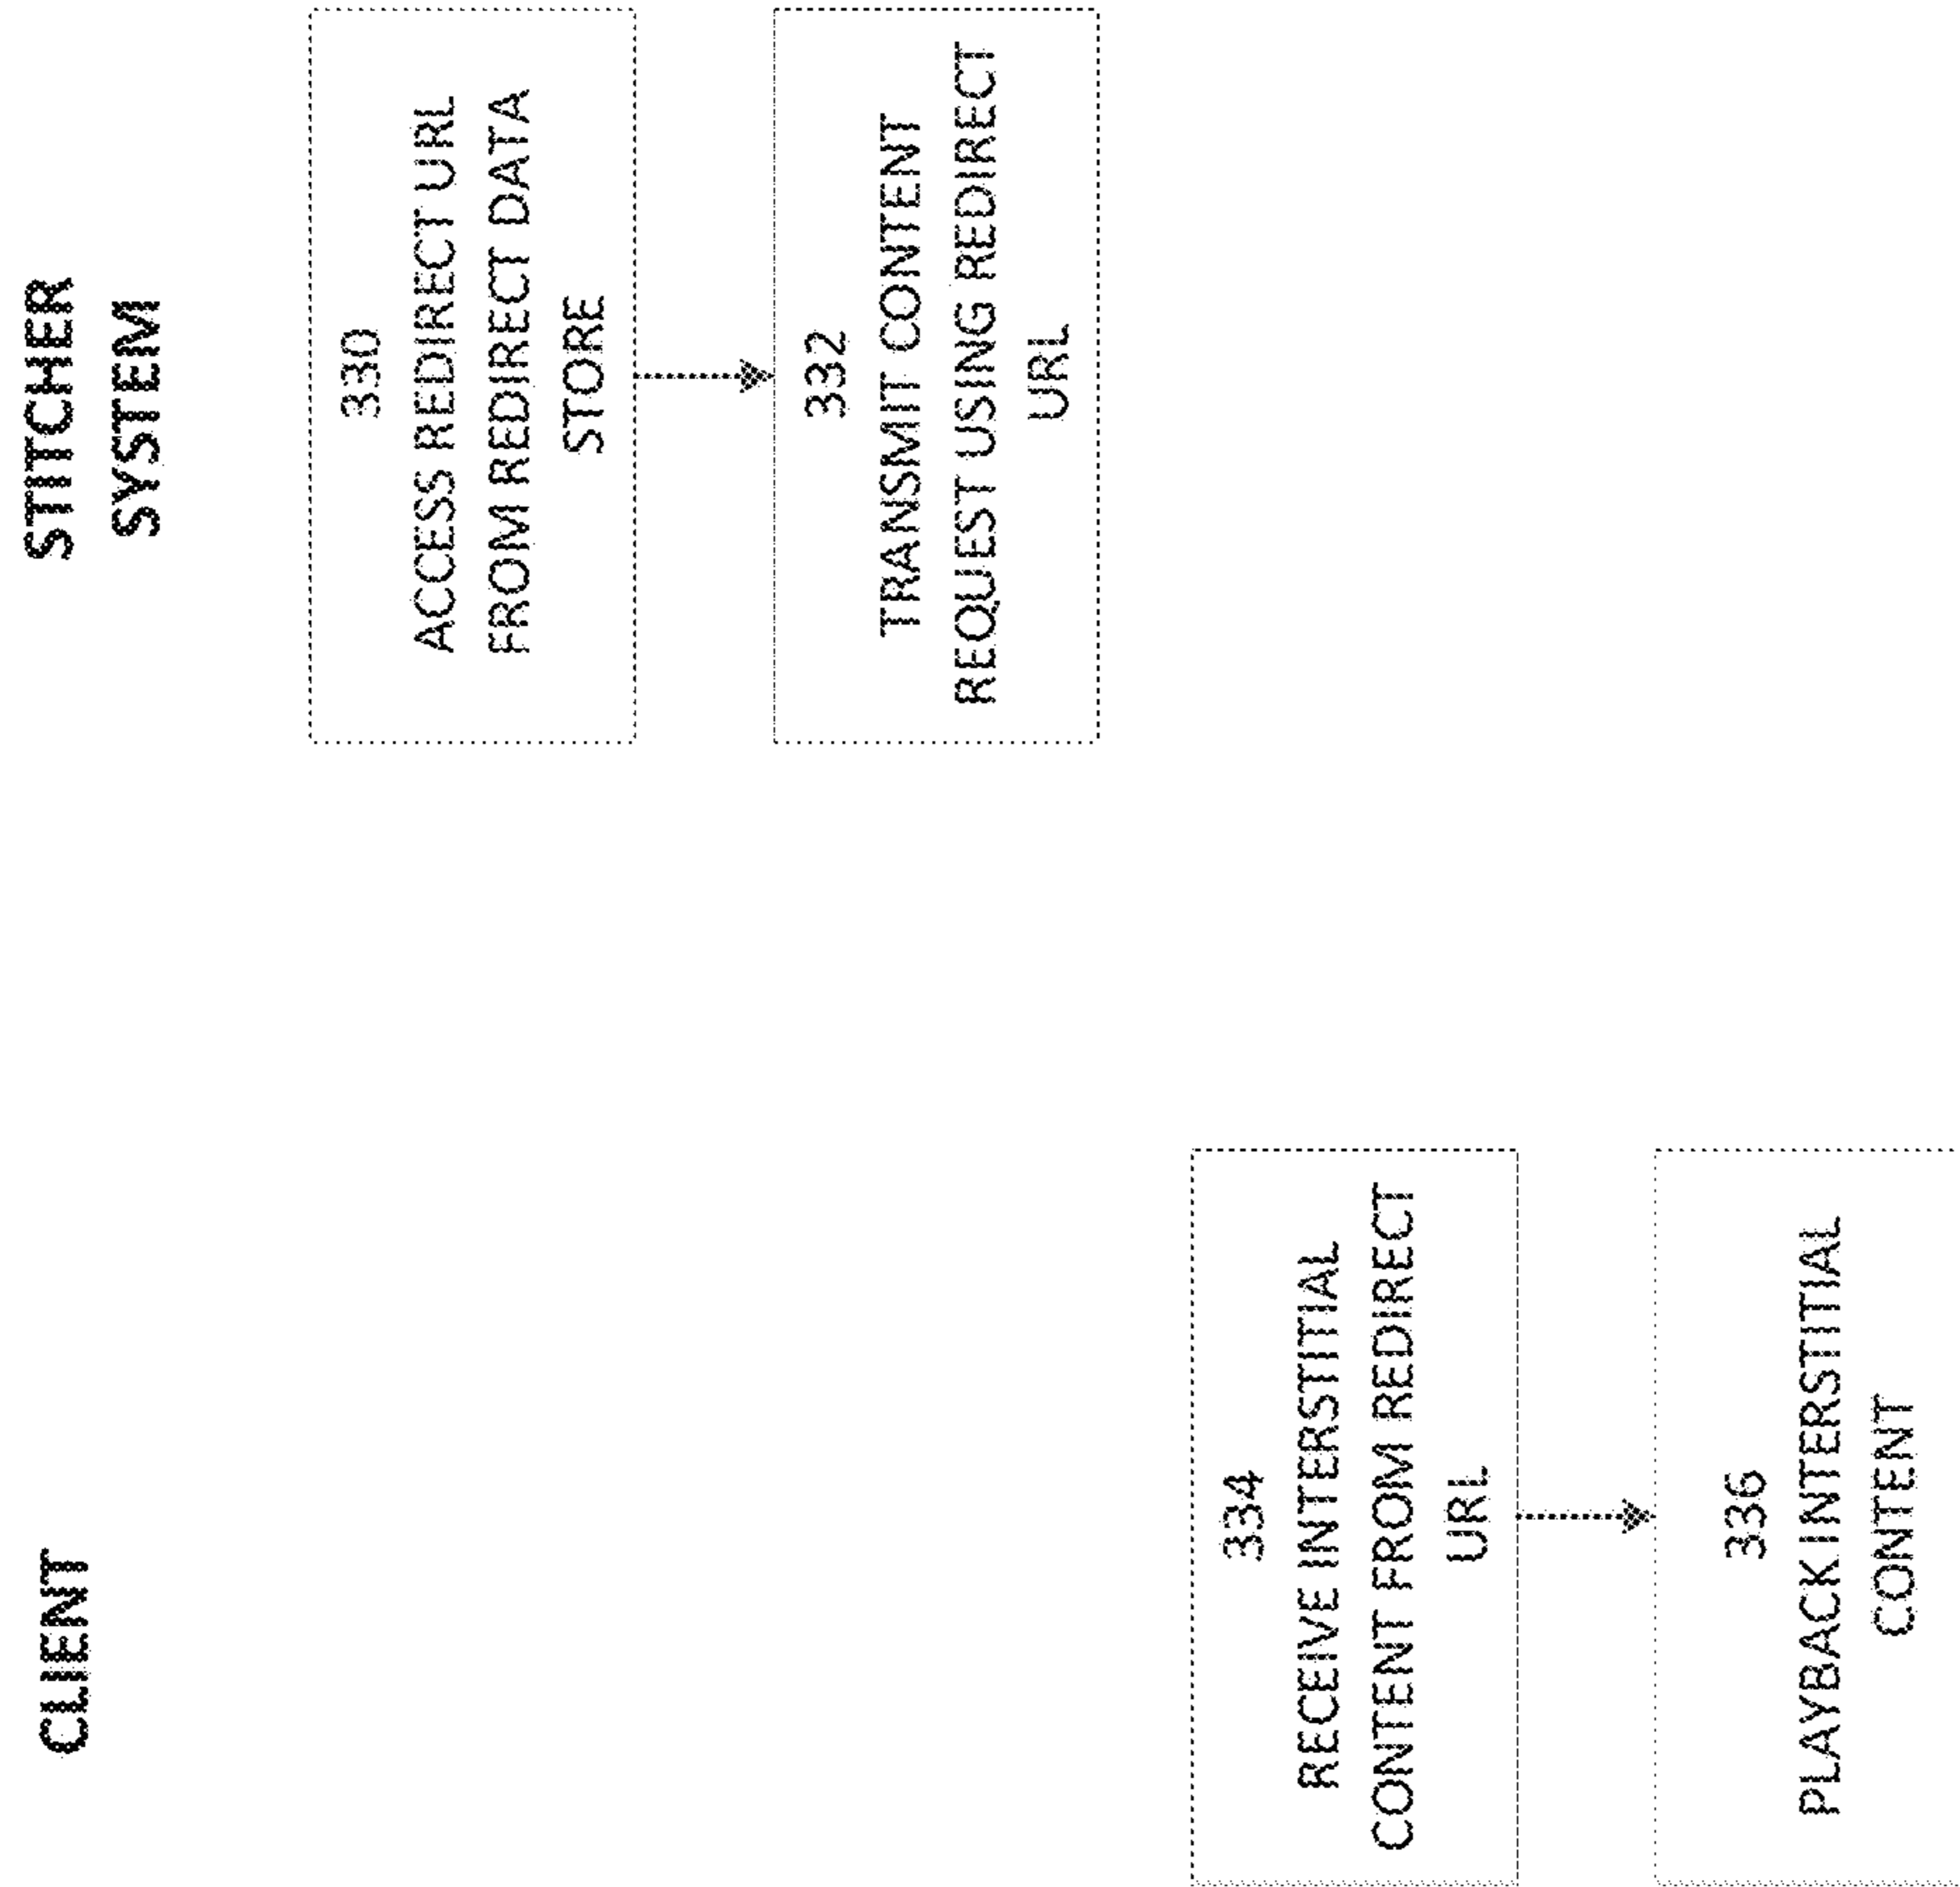 CLIENT
STITCHER
SYSTEM
330
ACCESS REDIRECT URL
FROM REDIRECT DATA
STORE
332
TRANSMIT CONTENT
REQUEST USING REDIRECT
URL
334
RECEIVE INTERSTITIAL
CONTENT FROM REDIRECT
URL
336
PLAYBACK INTERSTITIAL
CONTENT